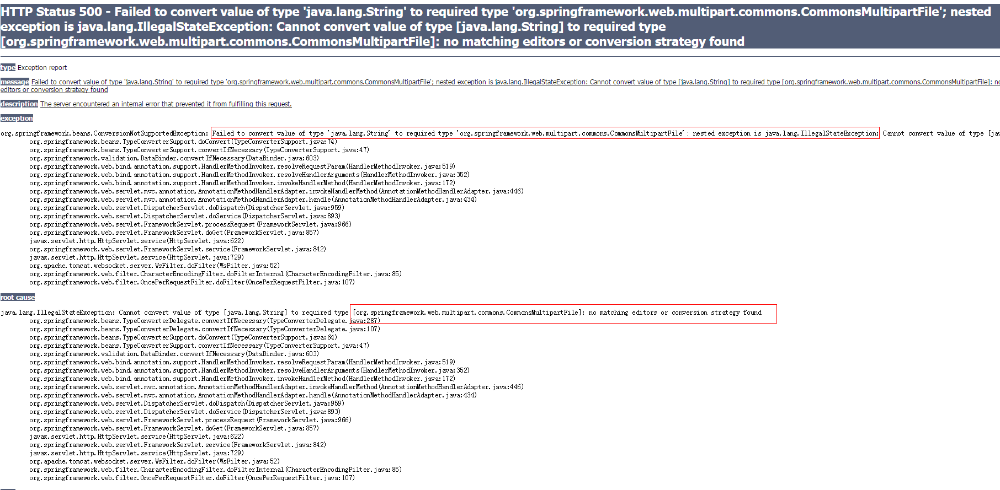 HTTP Status 500 - Failed to convert value of type 'java.lang.String' to required type 'org.springframework.web.multipart.commons.CommonsMultipartFile'; nested
exception is java.lang.IllegalStateException: Cannot convert value of type [java.lang.String] to required type
[org.springframework.web.multipart.commons.CommonsMultipartFile]: no matching editors or conversion strategy found
type Exception report
message Failed to convert value of type 'java.lang.String' to required type 'org.springframework.web.multipart.commons.CommonsMultipartFile'; nested exception is java.lang.IllegalStateException: Cannot convert value of type [java.lang.String] to required type [org.springframework.web.multipart.commons.CommonsMultipartFile]: no
editors or conversion strategy found
description The server encountered an internal error that prevented it from fulfilling this request.
exception
org.springframework.beans.ConversionNotSupportedException: Failed to convert value of type 'java.lang.String' to required type 'org.springframework.web.multipart.commons.CommonsMultipartFile'; nested exception is java.lang.IllegalStateException: Cannot convert value of type [jav
org.springframework.beans.TypeConverterSupport.doConvert(TypeConverterSupport.java:74)
org.springframework.beans.TypeConverterSupport.convertIfNecessary(TypeConverterSupport.java:47)
org.springframework.validation.DataBinder.convertIfNecessary(DataBinder.java:603)
org.springframework.web.bind.annotation.support.HandlerMethodInvoker.resolveRequestParam(HandlerMethodInvoker.java:519)
org.springframework.web.bind.annotation.support.HandlerMethodInvoker.resolveHandlerArguments(HandlerMethodInvoker.java:352)
org.springframework.web.bind.annotation.support.HandlerMethodInvoker.invokeHandlerMethod(HandlerMethodInvoker.java:172)
org.springframework.web.servlet.mvc.annotation.AnnotationMethodHandlerAdapter.invokeHandlerMethod(AnnotationMethodHandlerAdapter.java:446)
org.springframework.web.servlet.mvc.annotation.AnnotationMethodHandlerAdapter.handle(AnnotationMethodHandlerAdapter.java:434)
org.springframework.web.servlet.DispatcherServlet.doDispatch(DispatcherServlet.java:959)
org.springframework.web.servlet.DispatcherServlet.doService(DispatcherServlet.java:893)
org.springframework.web.servlet.FrameworkServlet.processRequest(FrameworkServlet.java:966)
org.springframework.web.servlet.FrameworkServlet.doGet(FrameworkServlet.java:857)
javax.servlet.http.HttpServlet.service(HttpServlet.java:622)
org.springframework.web.servlet.FrameworkServlet.service(FrameworkServlet.java:842)
javax.servlet.http.HttpServlet.service(HttpServlet.java:729)
org.apache.tomcat.websocket.server.WsFilter.doFilter(WsFilter.java:52)
org.springframework.web.filter.CharacterEncodingFilter.doFilterInternal(CharacterEncodingFilter.java:85)
org.springframework.web.filter.OncePerRequestFilter.doFilter(OncePerRequestFilter.java:107)
root cause
java.lang.IllegalStateException: Cannot convert value of type [java.lang.String] to required type [org.springframework.web.multipart.commons.CommonsMultipartFile]: no matching editors or conversion strategy found
org.springframework.beans.TypeConverterDelegate.convertIfNecessary(TypeConverterDelegate.java:287)
org.springframework.beans.TypeConverterDelegate.convertIfNecessary(TypeConverterDelegate.java:107)
org.springframework.beans.TypeConverterSupport.doConvert(TypeConverterSupport.java:64)
org.springframework.beans.TypeConverterSupport.convertIfNecessary(TypeConverterSupport.java:47)
org.springframework.validation.DataBinder.convertIfNecessary(DataBinder.java:603)
org.springframework.web.bind.annotation.support.HandlerMethodInvoker.resolveRequestParam(HandlerMethodInvoker.java:519)
org.springframework.web.bind.annotation.support.HandlerMethodInvoker.resolveHandlerArguments(HandlerMethodInvoker.java:352)
org.springframework.web.bind.annotation.support.HandlerMethodInvoker.invokeHandlerMethod(HandlerMethodInvoker.java:172)
org.springframework.web.servlet.mvc.annotation.AnnotationMethodHandlerAdapter.invokeHandlerMethod(AnnotationMethodHandlerAdapter.java:446)
org.springframework.web.servlet.mvc.annotation.AnnotationMethodHandlerAdapter.handle(AnnotationMethodHandlerAdapter.java:434)
org.springframework.web.servlet.DispatcherServlet.doDispatch(DispatcherServlet.java:959)
org.springframework.web.servlet.DispatcherServlet.doService(DispatcherServlet.java:893)
org.springframework.web.servlet.FrameworkServlet.processRequest(FrameworkServlet.java:966)
org.springframework.web.servlet.FrameworkServlet.doGet(FrameworkServlet.java:857)
javax.servlet.http.HttpServlet.service(HttpServlet.java:622)
org.springframework.web.servlet.FrameworkServlet.service(FrameworkServlet.java:842)
javax.servlet.http.HttpServlet.service(HttpServlet.java:729)
org.apache.tomcat.websocket.server.WsFilter.doFilter(WsFilter.java:52)
org.springframework.web.filter.CharacterEncodingFilter.doFilterInternal(CharacterEncodingFilter.java:85)
org.springframework.web.filter.OncePerRequestFilter.doFilter(OncePerRequestFilter.java:107)